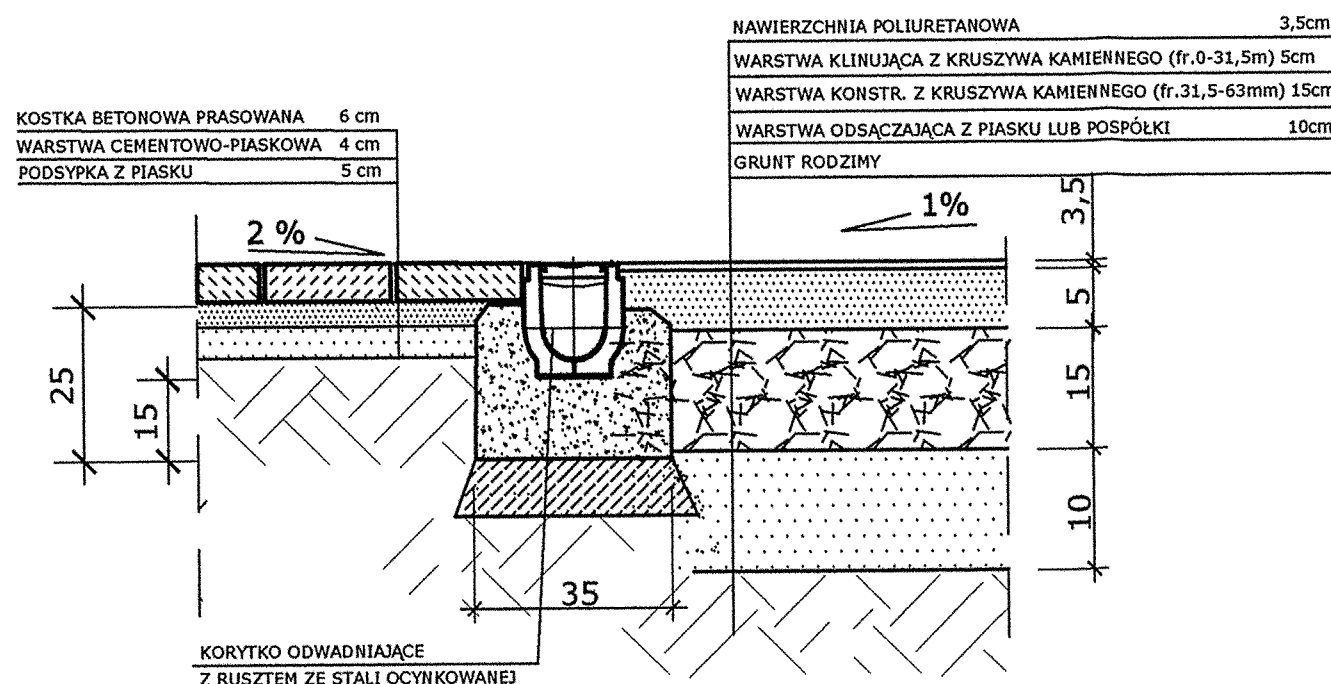 NAWIERZCHNIA POLIURETANOWA 3,5cm
WARSTWA KLINUJĄCA Z KRUSZYWA KAMIENNEGO (fr.0-31,5m) 5cm
WARSTWA KONSTR. Z KRUSZYWA KAMIENNEGO (fr.31,5-63mm) 15cm
WARSTWA ODSĄCZAJĄCA Z PIASKU LUB POSPÓŁKI 10cm
GRUNT RODZIMY
KOSTKA BETONOWA PRASOWANA 6 cm
WARSTWA CEMENTOWO-PIASKOWA 4 cm
PODSYPKA Z PIASKU 5 cm
2 %
1%
3,5
5
15
10
25
15
35
KORYTKO ODWADNIAJĄCE
Z RUSZTEM ZE STALI OCYNKOWANEJ